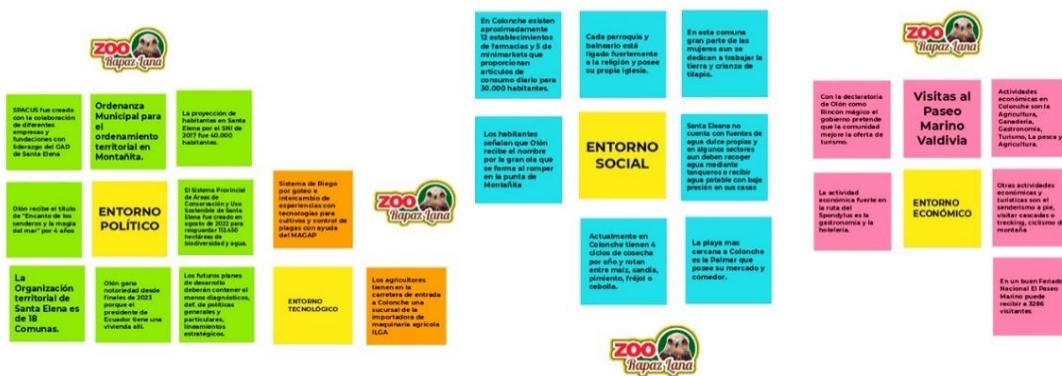 ZOO
Rapaz Lana
SPACUS fue creado
con la colaboración
de diferentes
empresas y
fundaciones con
liderazgo del GAD
de Santa Elena
Ordenanza
Municipal para
el
ordenamiento
territorial en
Montañita.
La proyección de
habitantes en Santa
Elena por el SNI de
2017 fue 40.000
habitantes.
Olón recibe el título
de "Encanto de los
senderos y la magia
del mar" por 4 años
ENTORNO
POLÍTICO
El Sistema Provincial
de Áreas de
Conservación y Uso
Sostenible de Santa
Elena fue creado en
agosto de 2022 para
resguardar 112.450
hectáreas de
biodiversidad y agua.
La
Organización
territorial de
Santa Elena es
de 18
Comunas.
Olón gana
notoriedad desde
finales de 2023
porque el
presidente de
Ecuador tiene una
vivienda allí.
Los futuros planes
de desarrollo
deberán contener al
menos diagnósticos,
def. de políticas
generales y
particulares,
lineamientos
estratégicos.
Sistema de Riego
por goteo e
intercambio de
experiencias con
tecnologías para
cultivos y control de
plagas con ayuda
del MAGAP
ZOO
Rapaz Lana
ENTORNO
TECNOLÓGICO
Los agricultores
tienen en la
carretera de entrada
a Colonche una
sucursal de la
importadora de
maquinaria agrícola
ILGA
En Colonche existen
aproximadamente
12 establecimientos
de farmacias y 5 de
minimarkets que
proporcionan
artículos de
consumo diario para
30.000 habitantes.
Cada parroquia y
balneario está
ligado fuertemente
a la religión y posee
su propia iglesia.
En esta comuna
gran parte de las
mujeres aun se
dedican a trabajar la
tierra y crianza de
tilapia.
Los habitantes
señalan que Olón
recibe el nombre
por la gran ola que
se forma al romper
en la punta de
Montañita
ENTORNO
SOCIAL
Santa Eleana no
cuenta con fuentes de
agua dulce propias y
en algunos sectores
aun deben recoger
agua mediante
tanqueros o recibir
agua potable con baja
presión en sus casas
Actualmente en
Colonche tienen 4
ciclos de cosecha
por año y rotan
entre maíz, sandía,
pimiento, fréjol o
cebolla.
La playa mas
cercana a Colonche
es la Palmar que
posee su mercado y
comedor.
ZOO
Rapaz Lana
ZOO
Rapaz Lana
Con la declaratoria
de Olón como
Rincón mágico el
gobierno pretende
que la comunidad
mejore la oferta de
turismo.
Visitas al
Paseo
Marino
Valdivia
Actividades
económicas en
Colonche son la
Agricultura,
Ganadería,
Gastronomía,
Turismo, La pesca y
Agricultura.
La actividad
económica fuerte en
la ruta del
Spondylus es la
gastronomía y la
hotelería.
ENTORNO
ECONÓMICO
Otras actividades
económicas y
turísticas son el
senderismo a pie,
visitar cascadas o
trecking, ciclismo de
montaña
En un buen Feriado
Nacional El Paseo
Marino puede
recibir a 3286
visitantes